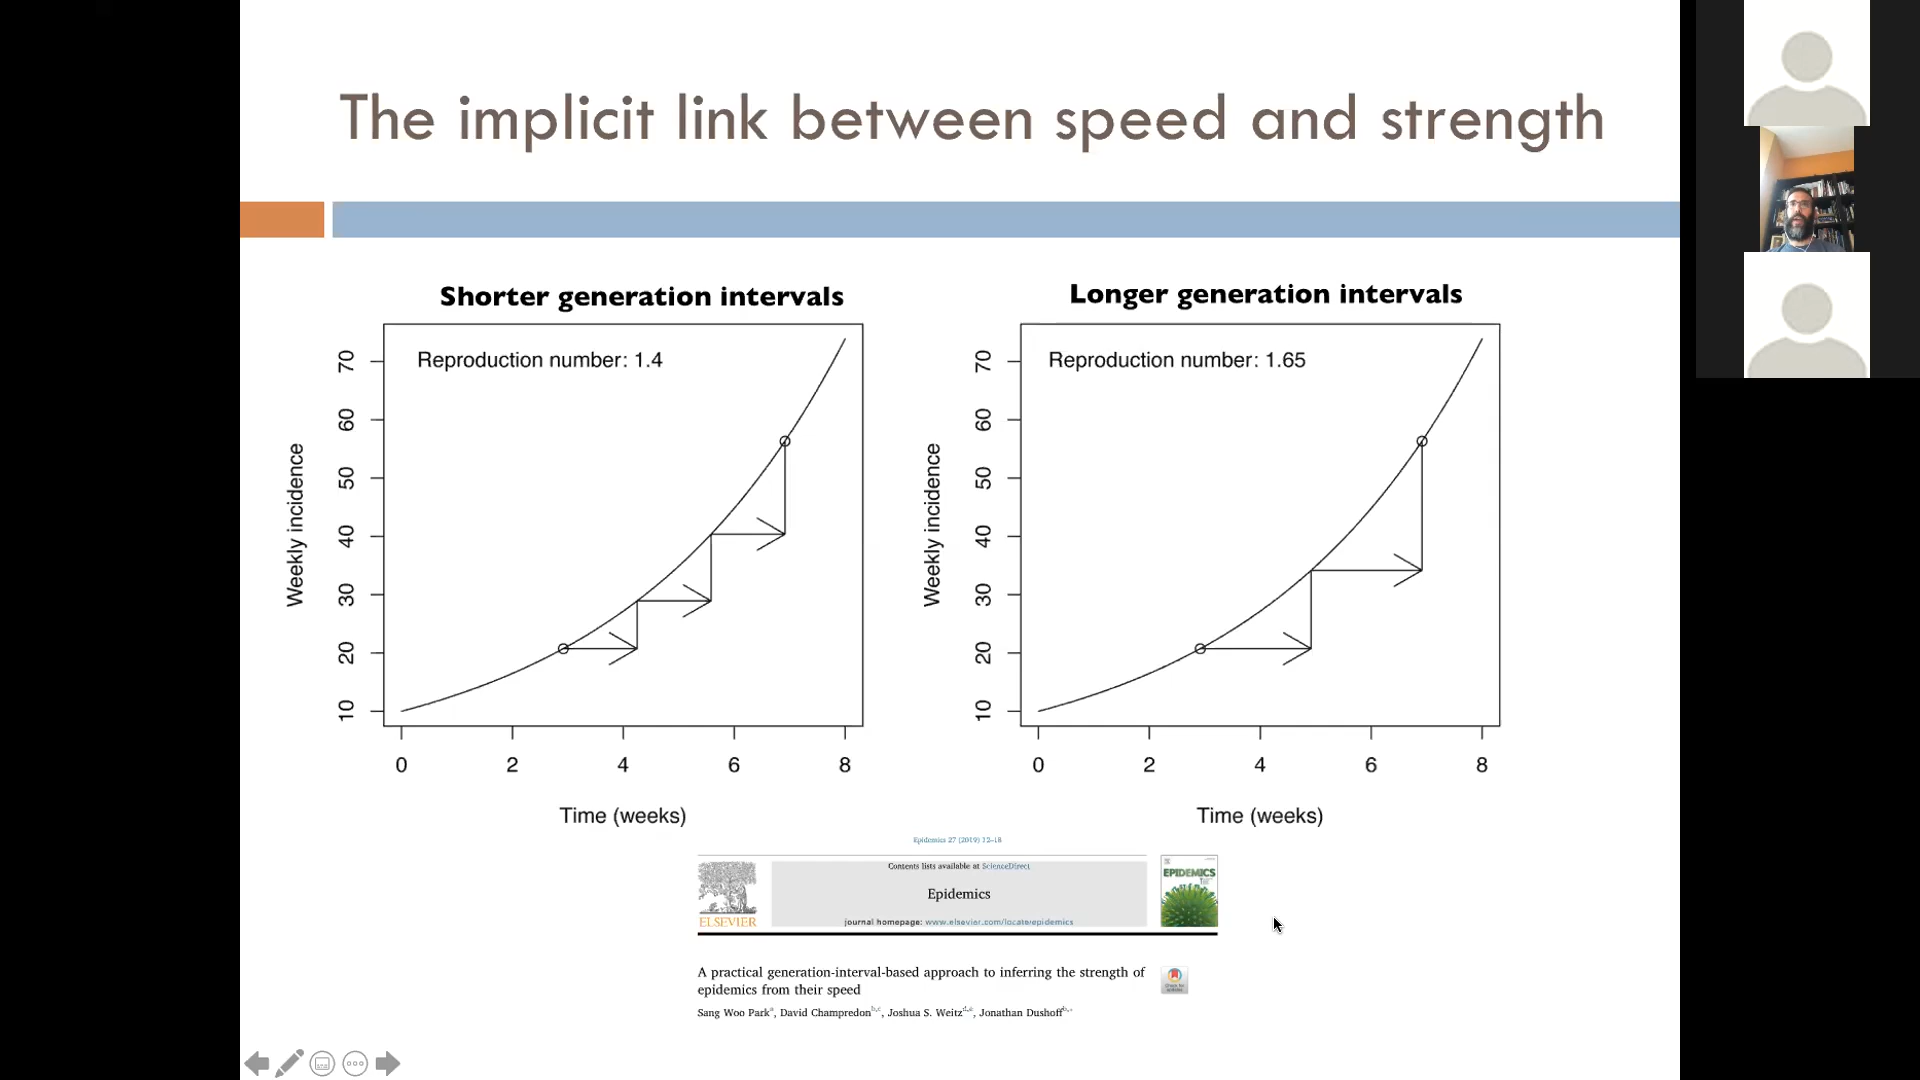 The implicit link between speed and strength
Shorter generation intervals
Reproduction number: 1.4
Weekly incidence
70
60
50
40
30
20
10
0 2 4 6 8
Time (weeks)
Longer generation intervals
Reproduction number: 1.65
Weekly incidence
70
60
50
40
30
20
10
0 2 4 6 8
Time (weeks)
Epidemics 27 (2019) 12–18
Contents lists available at ScienceDirect
Epidemics
journal homepage: www.elsevier.com/locate/epidemics
ELSEVIER
EPIDEMICS
A practical generation-interval-based approach to inferring the strength of
epidemics from their speed
Check for
updates
Sang Woo Park, David Champredon, Joshua S. Weitz, Jonathan Dushoff